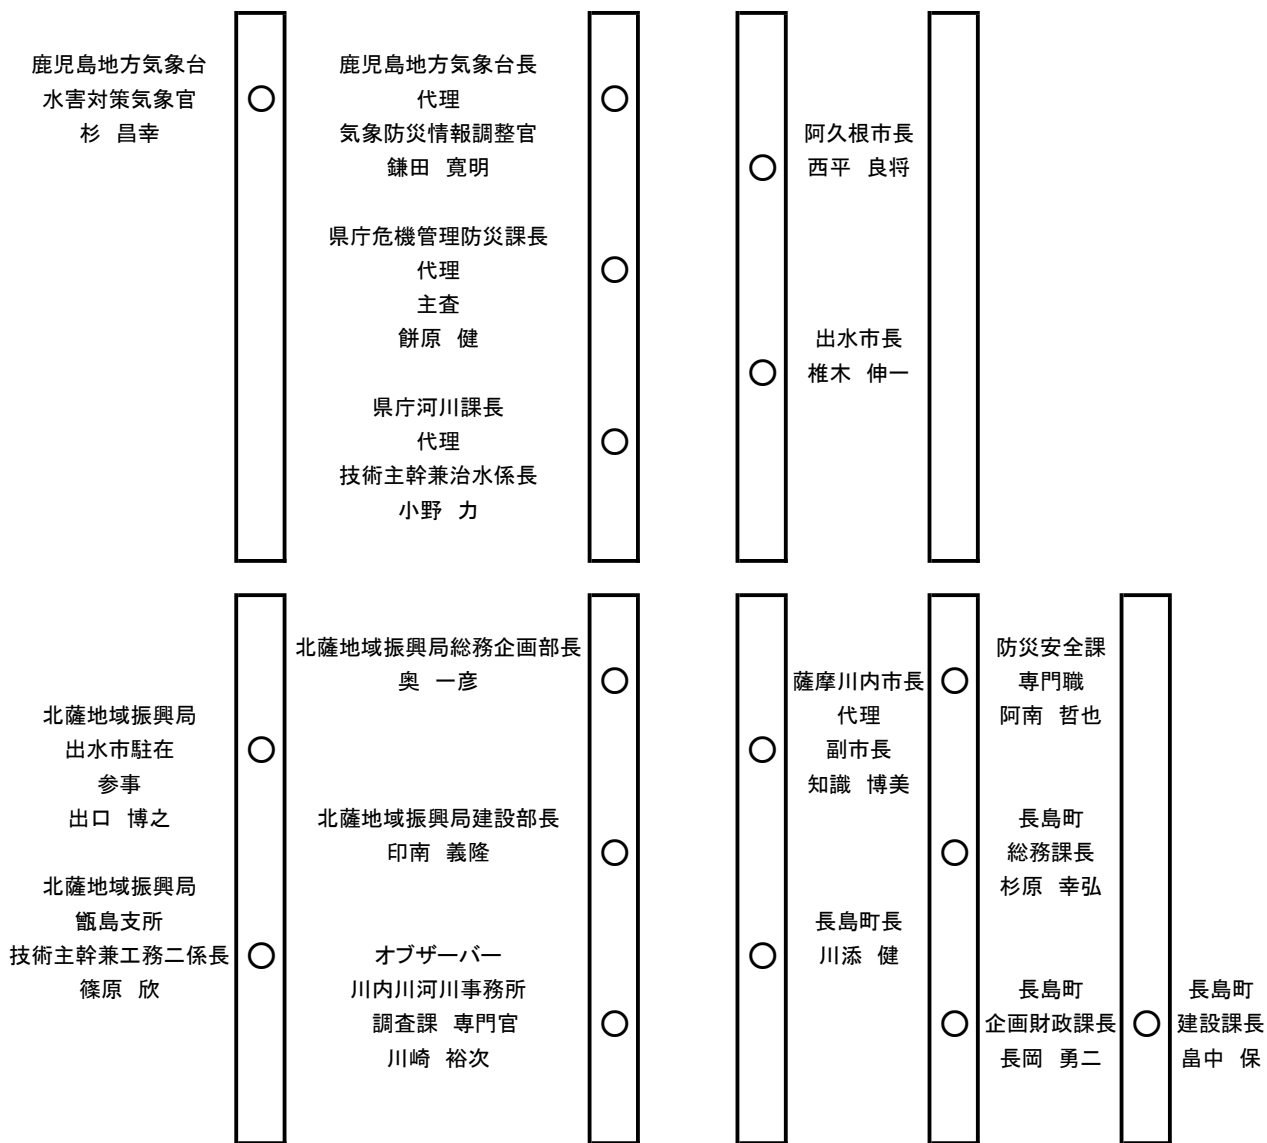 鹿児島地方気象台
水害対策気象官
杉　昌幸
鹿児島地方気象台長
代理
気象防災情報調整官
鎌田　寛明
阿久根市長
西平　良将
県庁危機管理防災課長
代理
主査
餅原　健
出水市長
椎木　伸一
県庁河川課長
代理
技術主幹兼治水係長
小野　力
北薩地域振興局総務企画部長
奥　一彦
薩摩川内市長
代理
副市長
知識　博美
防災安全課
専門職
阿南　哲也
北薩地域振興局
出水市駐在
参事
出口　博之
北薩地域振興局建設部長
印南　義隆
長島町
総務課長
杉原　幸弘
北薩地域振興局
甑島支所
技術主幹兼工務二係長
篠原　欣
オブザーバー
川内川河川事務所
調査課 専門官
川崎　裕次
長島町長
川添　健
長島町
企画財政課長
長岡　勇二
長島町
建設課長
畠中　保